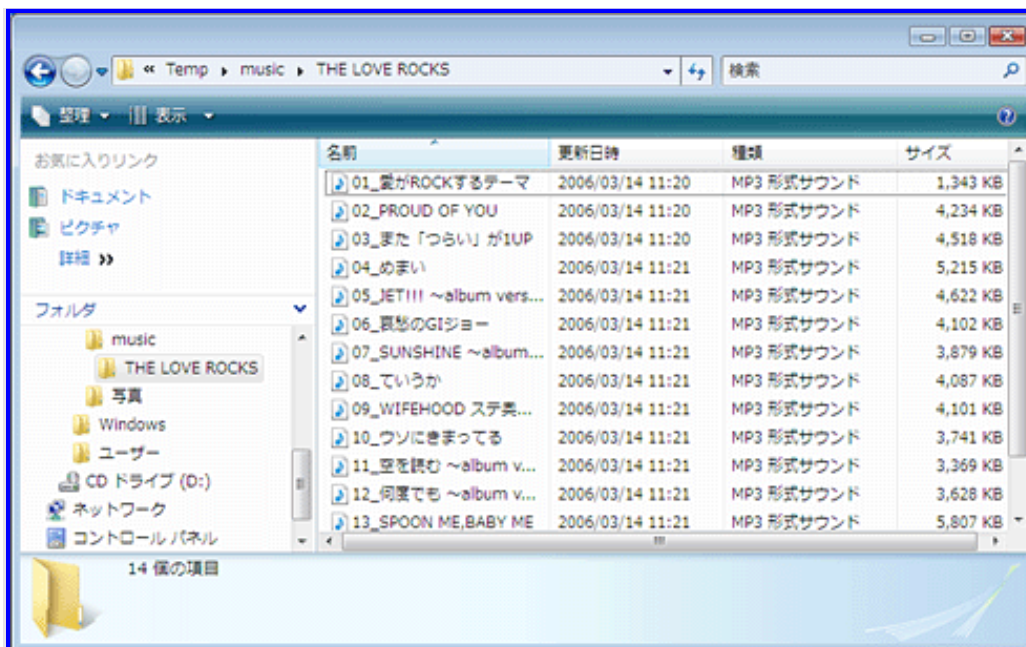 « Temp ▸ music ▸ THE LOVE ROCKS 検索
整理 表示
お気に入りリンク
ドキュメント
ピクチャ
詳細 »
フォルダ
music
THE LOVE ROCKS
写真
Windows
ユーザー
CD ドライブ (D:)
ネットワーク
コントロール パネル
名前 更新日時 種類 サイズ
01_愛がROCKするテーマ 2006/03/14 11:20 MP3 形式サウンド 1,343 KB
02_PROUD OF YOU 2006/03/14 11:20 MP3 形式サウンド 4,234 KB
03_また「つらい」が1UP 2006/03/14 11:20 MP3 形式サウンド 4,518 KB
04_めまい 2006/03/14 11:21 MP3 形式サウンド 5,215 KB
05_JET!!! ~album vers... 2006/03/14 11:21 MP3 形式サウンド 4,622 KB
06_哀愁のGIジョー 2006/03/14 11:21 MP3 形式サウンド 4,102 KB
07_SUNSHINE ~album... 2006/03/14 11:21 MP3 形式サウンド 3,879 KB
08_ていうか 2006/03/14 11:21 MP3 形式サウンド 4,087 KB
09_WIFEHOOD ステ奥... 2006/03/14 11:21 MP3 形式サウンド 4,101 KB
10_ウソにきまってる 2006/03/14 11:21 MP3 形式サウンド 3,741 KB
11_空を読む ~album v... 2006/03/14 11:21 MP3 形式サウンド 3,369 KB
12_何度でも ~album v... 2006/03/14 11:21 MP3 形式サウンド 3,628 KB
13_SPOON ME,BABY ME 2006/03/14 11:21 MP3 形式サウンド 5,807 KB
14 個の項目